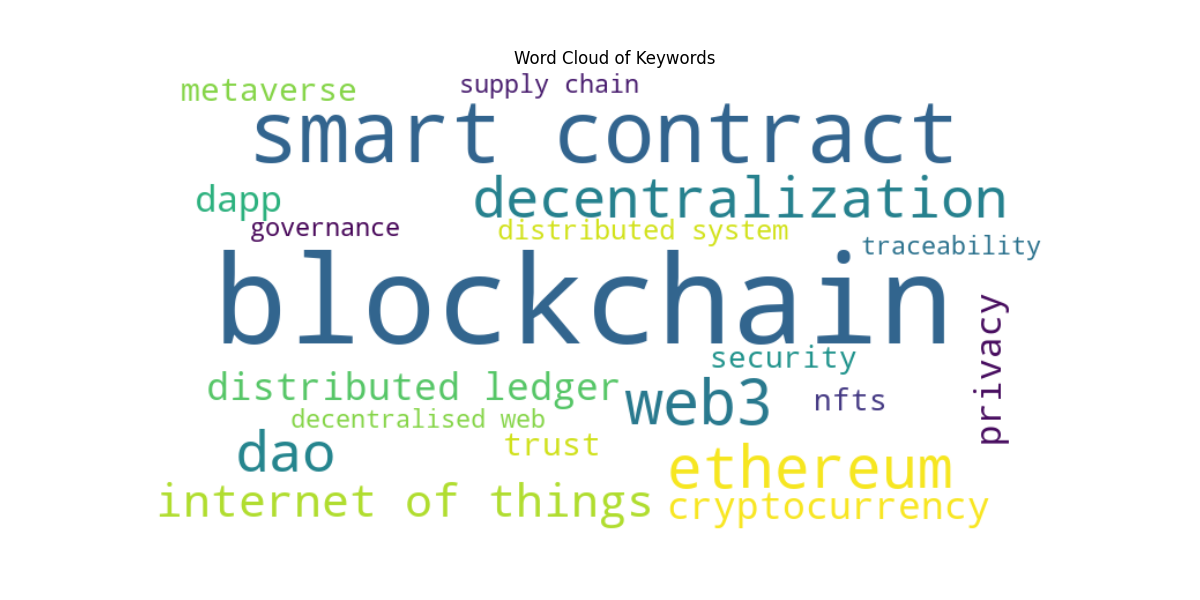 Word Cloud of Keywords
metaverse
supply chain
smart contract
dapp
decentralization
governance
distributed system
traceability
blockchain
privacy
security
distributed ledger
web3
nfts
decentralised web
dao
trust
ethereum
internet of things
cryptocurrency